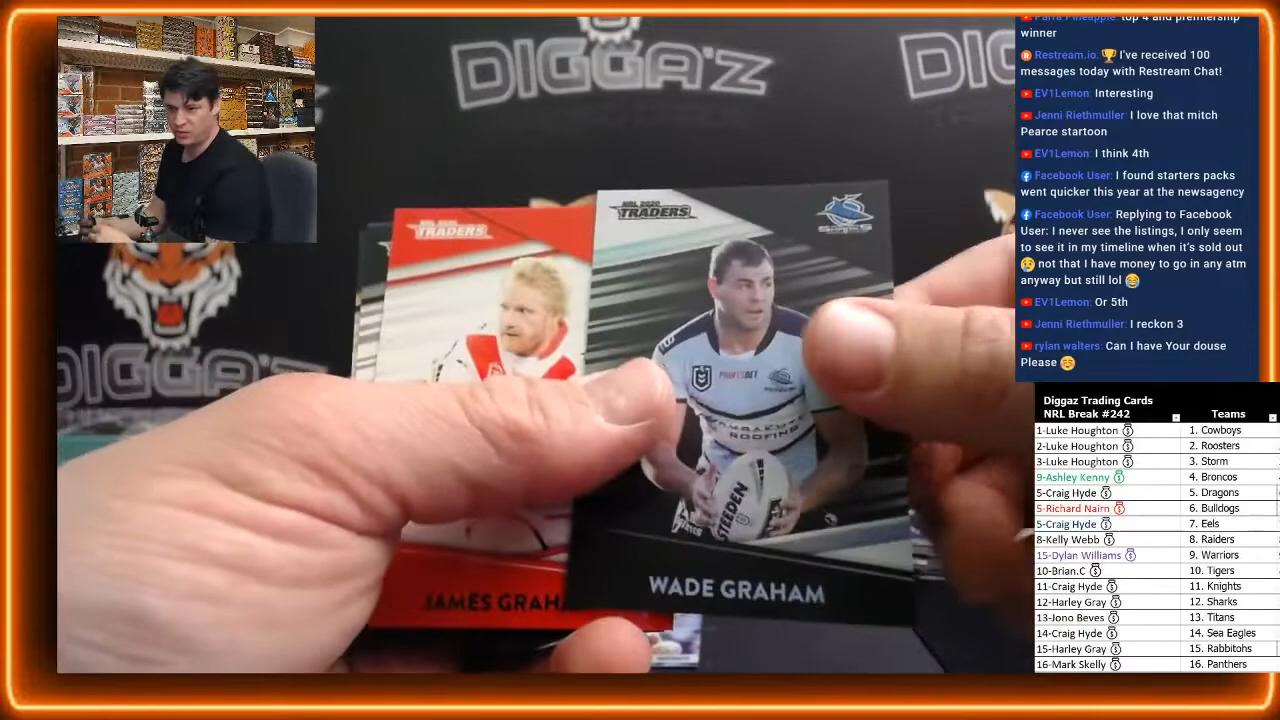 DIGGA'Z
DIGGA'Z
winner
Restream.io: 🏆 I've received 100
messages today with Restream Chat!
EV1Lemon: Interesting
Jenni Riethmuller: I love that mitch
Pearce startoon
EV1Lemon: I think 4th
Facebook User: I found starters packs
went quicker this year at the newsagency
Facebook User: Replying to Facebook
User: I never see the listings, I only seem
to see it in my timeline when it's sold out
😢 not that I have money to go in any atm
anyway but still lol 😂
EV1Lemon: Or 5th
Jenni Riethmuller: I reckon 3
rylan walters: Can I have Your douse
Please ☺️
NRL 2020
TRADERS
NRL 2020
TRADERS
SHARKS
STEEDEN
JAMES GRAH
WADE GRAHAM
Diggaz Trading Cards
NRL Break #242 Teams
1-Luke Houghton 1. Cowboys
2-Luke Houghton 2. Roosters
3-Luke Houghton 3. Storm
9-Ashley Kenny 4. Broncos
5-Craig Hyde 5. Dragons
5-Richard Nairn 6. Bulldogs
5-Craig Hyde 7. Eels
8-Kelly Webb 8. Raiders
15-Dylan Williams 9. Warriors
10-Brian.C 10. Tigers
11-Craig Hyde 11. Knights
12-Harley Gray 12. Sharks
13-Jono Beves 13. Titans
14-Craig Hyde 14. Sea Eagles
15-Harley Gray 15. Rabbitohs
16-Mark Skelly 16. Panthers